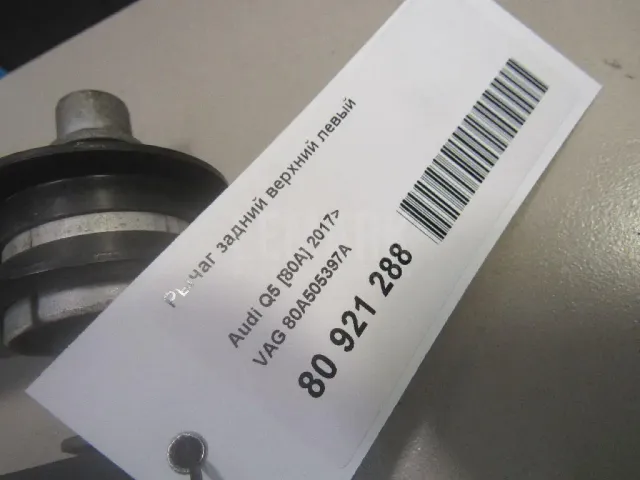 Рычаг задний верхний левый
Audi Q5 [80A] 2017>
VAG 80A505397A
80 921 288